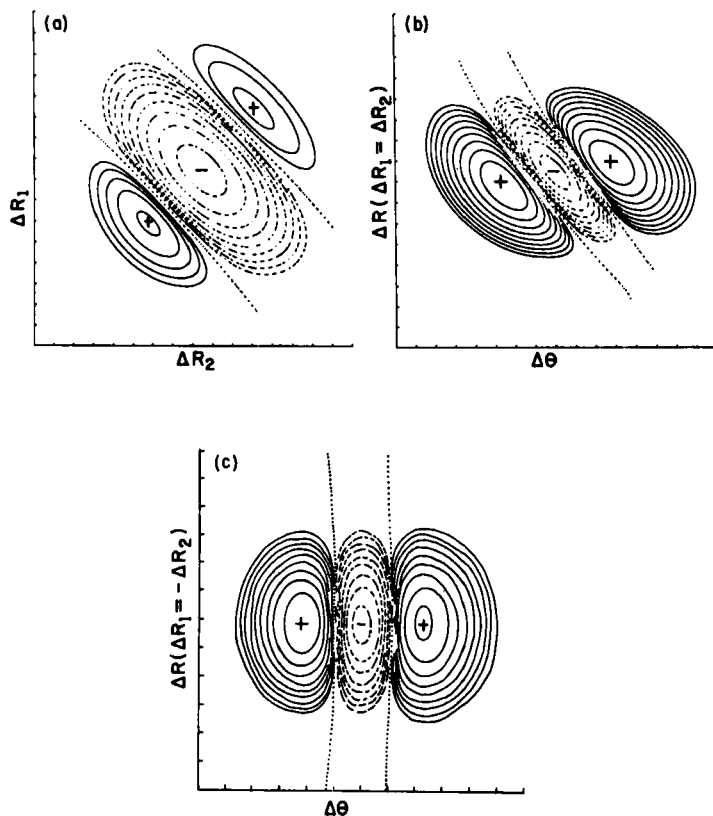 (a)
+
−
+
ΔR₁
ΔR₂
(b)
+
−
+
ΔR(ΔR₁=ΔR₂)
Δθ
(c)
+
−
+
ΔR(ΔR₁=−ΔR₂)
Δθ